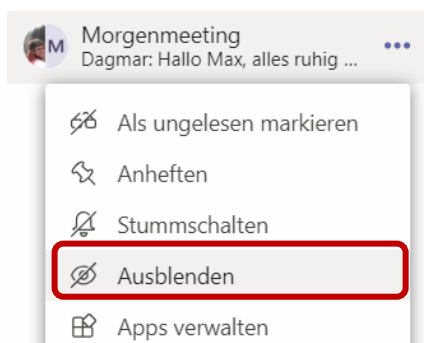 M
Morgenmeeting
Dagmar: Hallo Max, alles ruhig ...
Als ungelesen markieren
Anheften
Stummschalten
Ausblenden
Apps verwalten